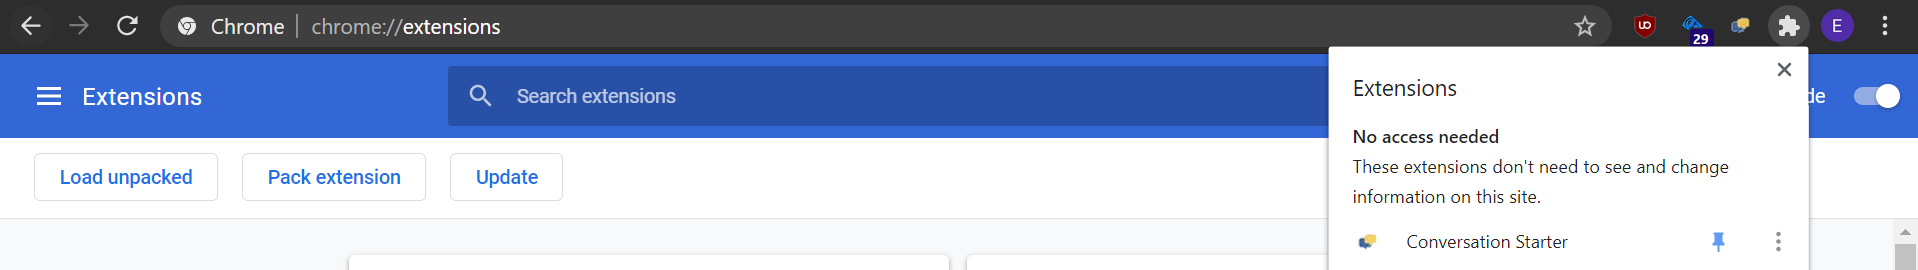 Chrome | chrome://extensions
UD
29
E
Extensions
Search extensions
de
Load unpacked
Pack extension
Update
Extensions
No access needed
These extensions don't need to see and change
information on this site.
Conversation Starter